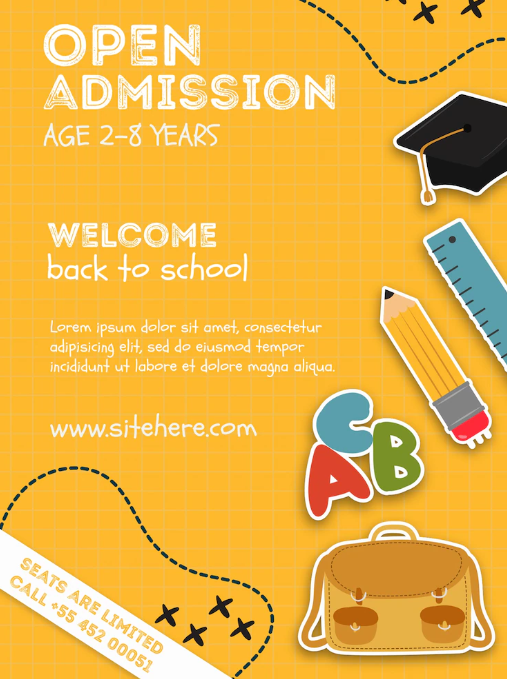 OPEN
ADMISSION
AGE 2-8 YEARS
WELCOME
back to school
Lorem ipsum dolor sit amet, consectetur
adipisicing elit, sed do eiusmod tempor
incididunt ut labore et dolore magna aliqua.
www.sitehere.com
C
A B
SEATS ARE LIMITED
CALL +55 452 00051